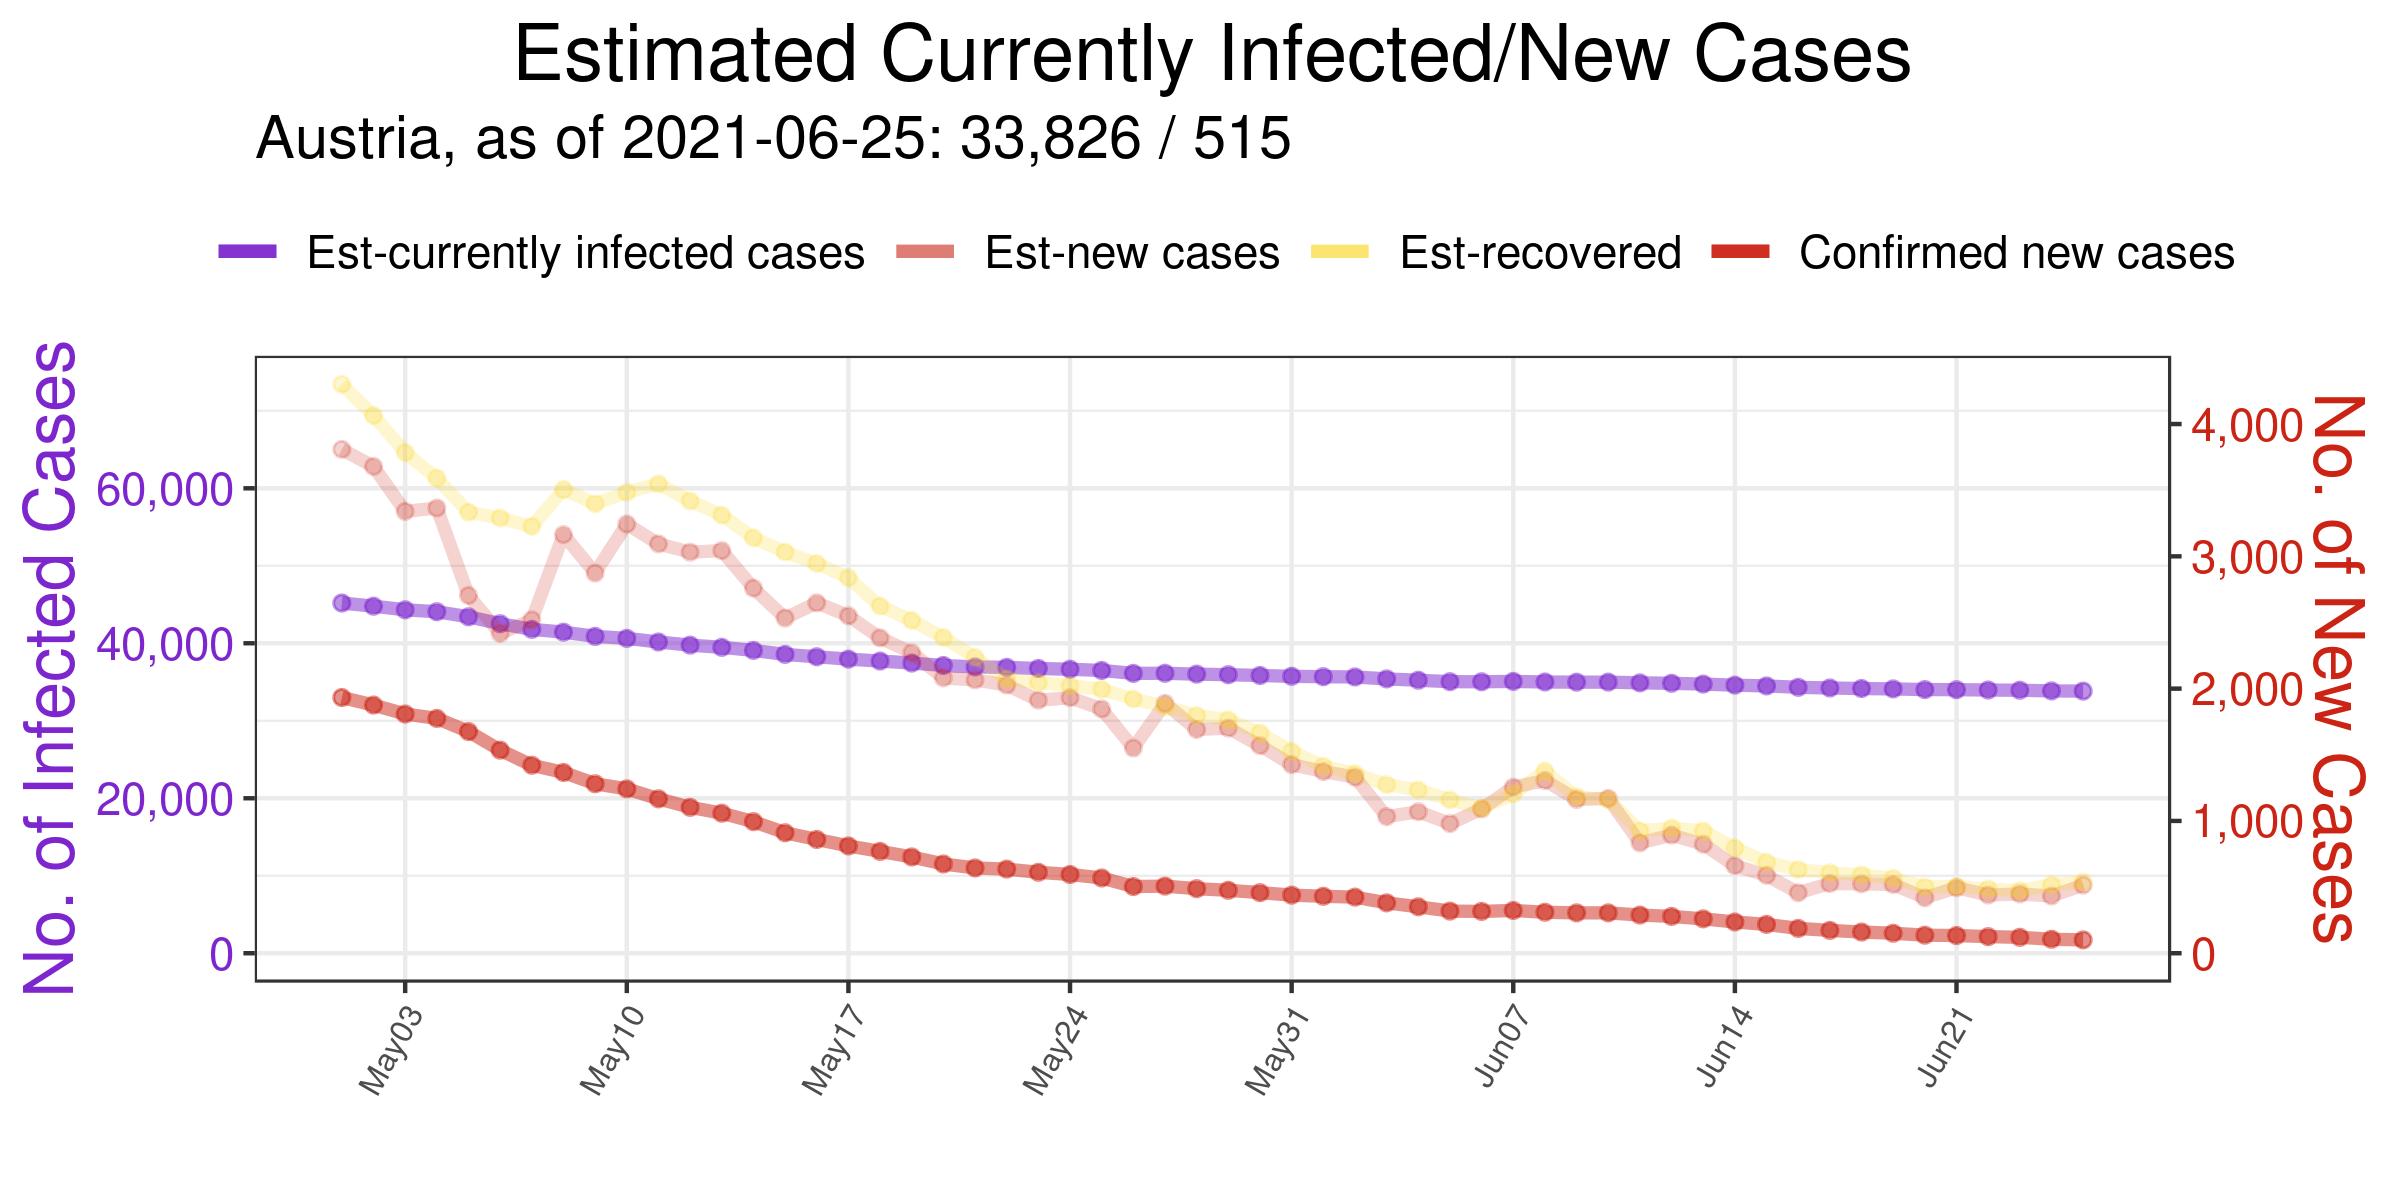 Estimated Currently Infected/New Cases
Austria, as of 2021-06-25: 33,826 / 515
Est-currently infected cases Est-new cases Est-recovered Confirmed new cases
No. of Infected Cases
60,000
40,000
20,000
0
4,000
3,000
2,000
1,000
0
No. of New Cases
May03 May10 May17 May24 May31 Jun07 Jun14 Jun21